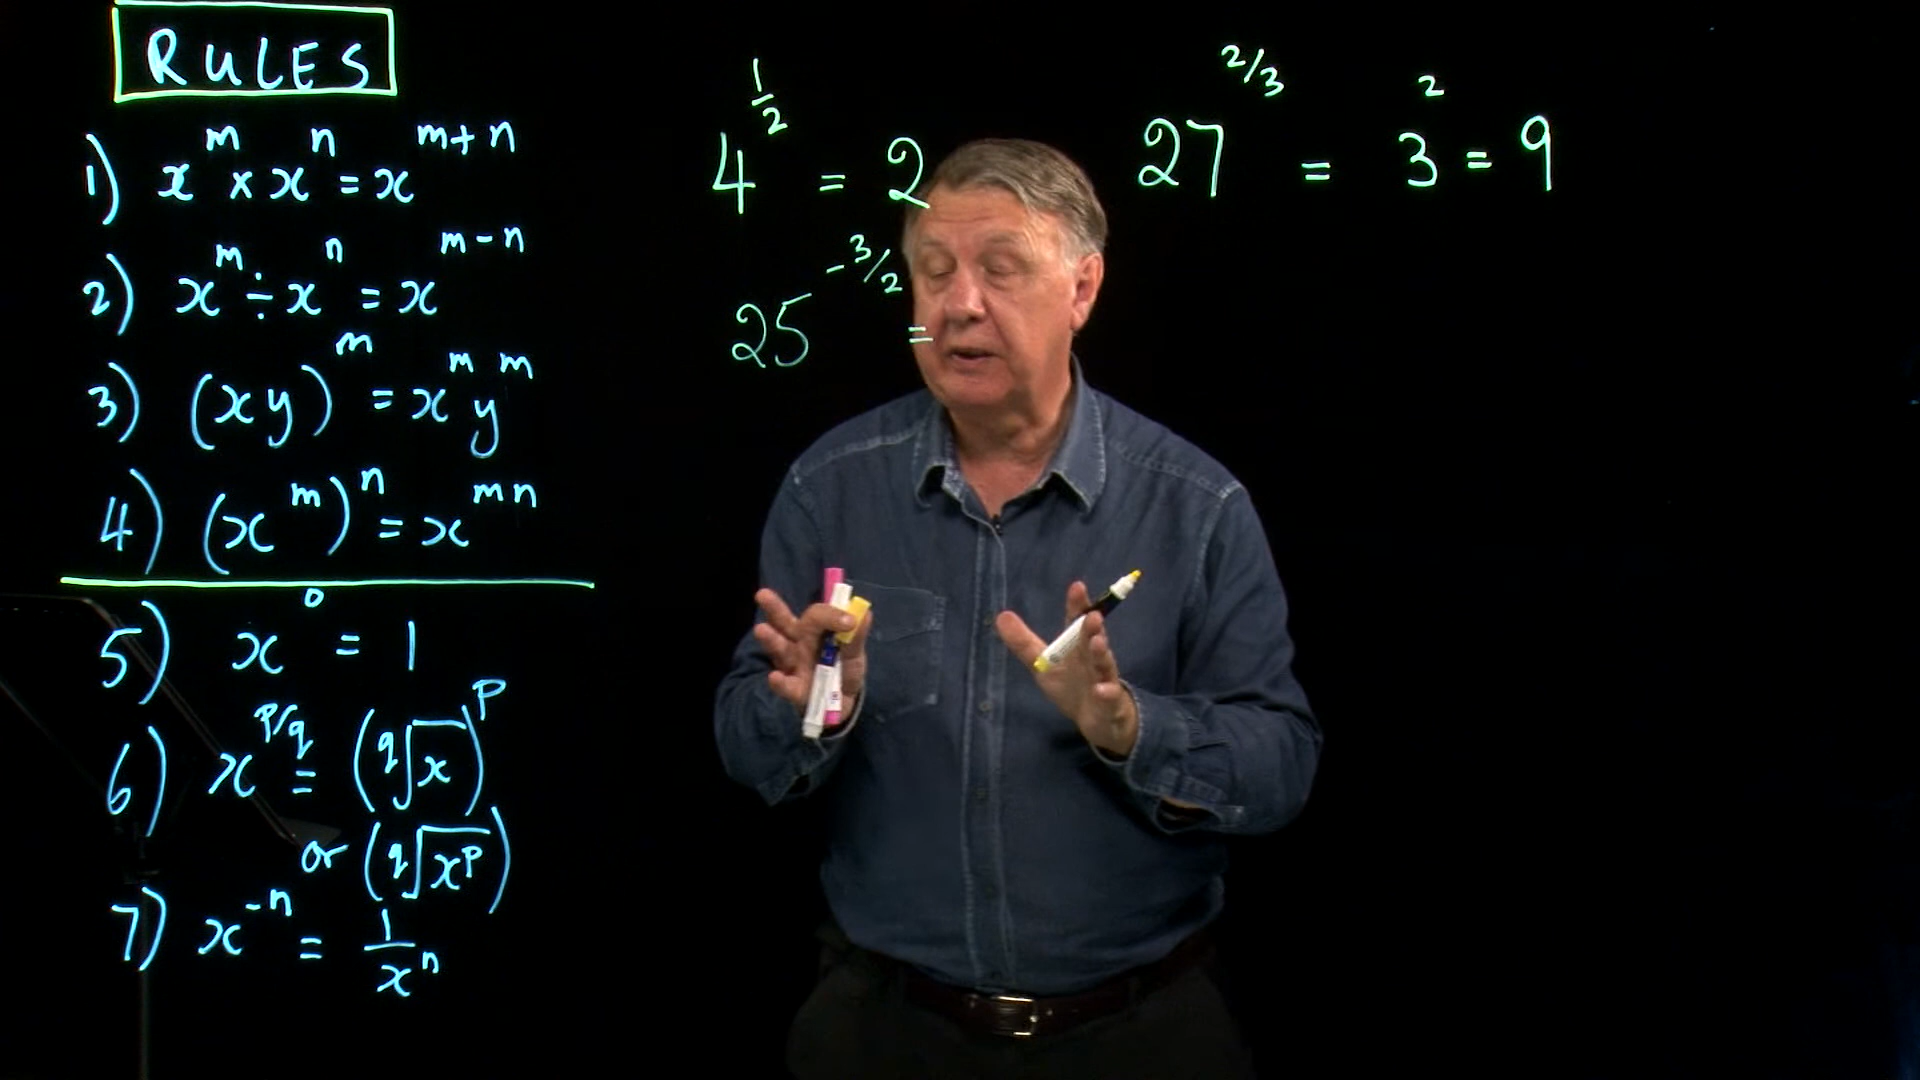 RULES
1) x^m × x^n = x^{m+n}
2) x^m ÷ x^n = x^{m-n}
3) (xy)^m = x^m y^m
4) (x^m)^n = x^{mn}
5) x^0 = 1
6) x^{p/q} = (q√x)^p
or (q√x^p)
7) x^{-n} = 1/x^n
4^{1/2} = 2
27^{2/3} = 3^2 = 9
25^{-3/2} =